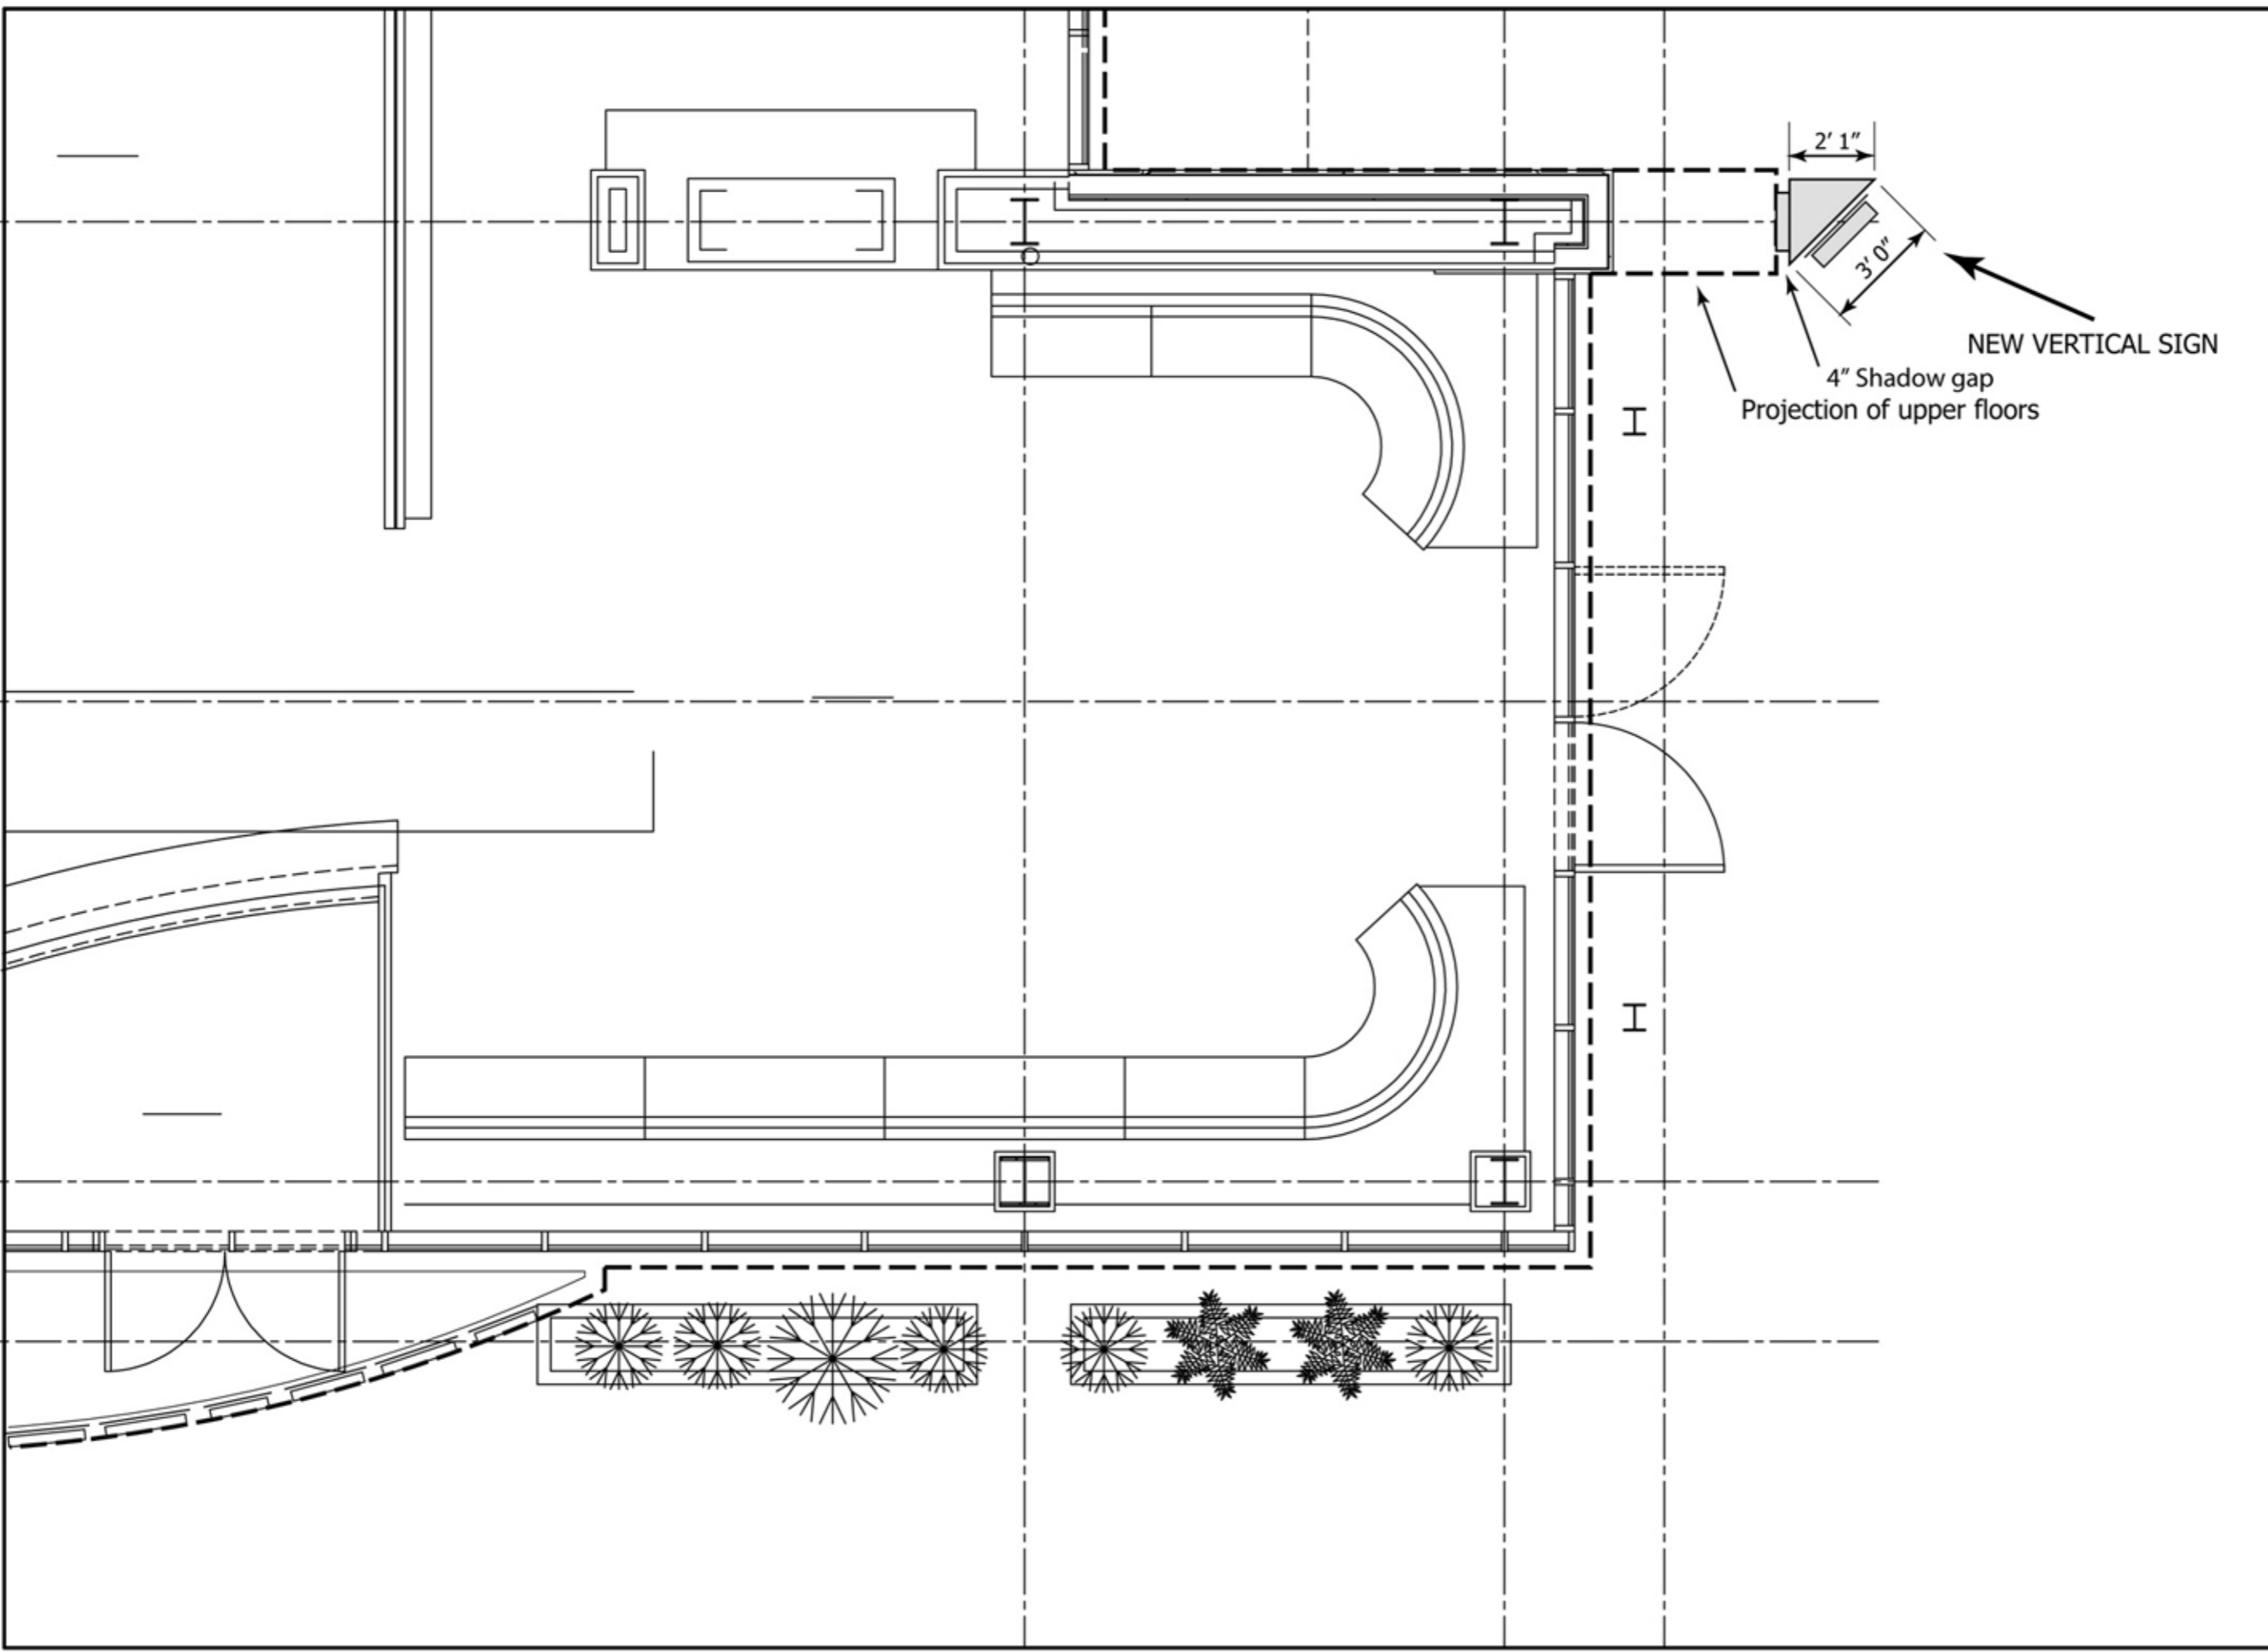 2' 1"
3' 0"
NEW VERTICAL SIGN
4" Shadow gap
Projection of upper floors